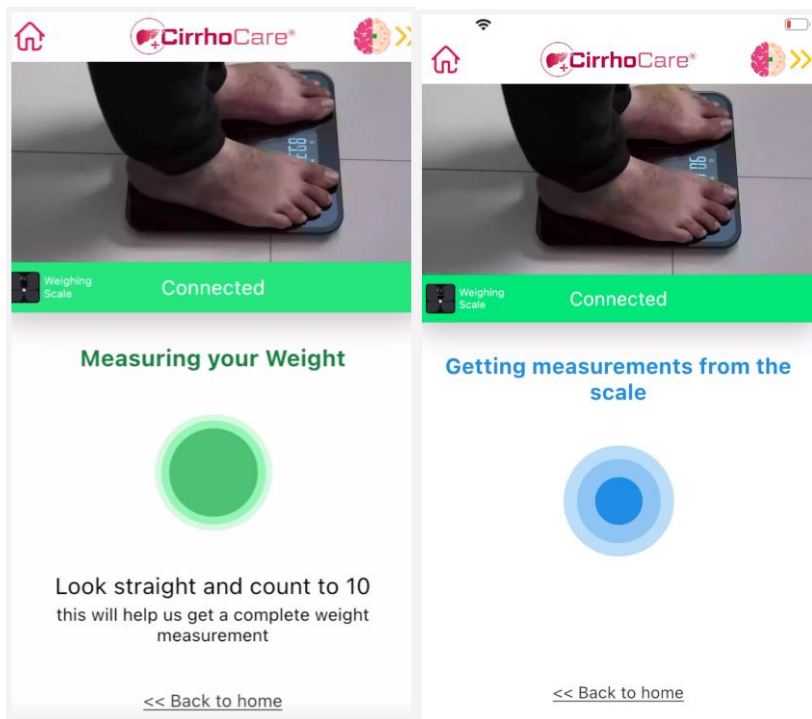 CirrhoCare®
Weighing
Scale
Connected
Measuring your Weight
Look straight and count to 10
this will help us get a complete weight
measurement
<< Back to home
CirrhoCare®
Weighing
Scale
Connected
Getting measurements from the
scale
<< Back to home